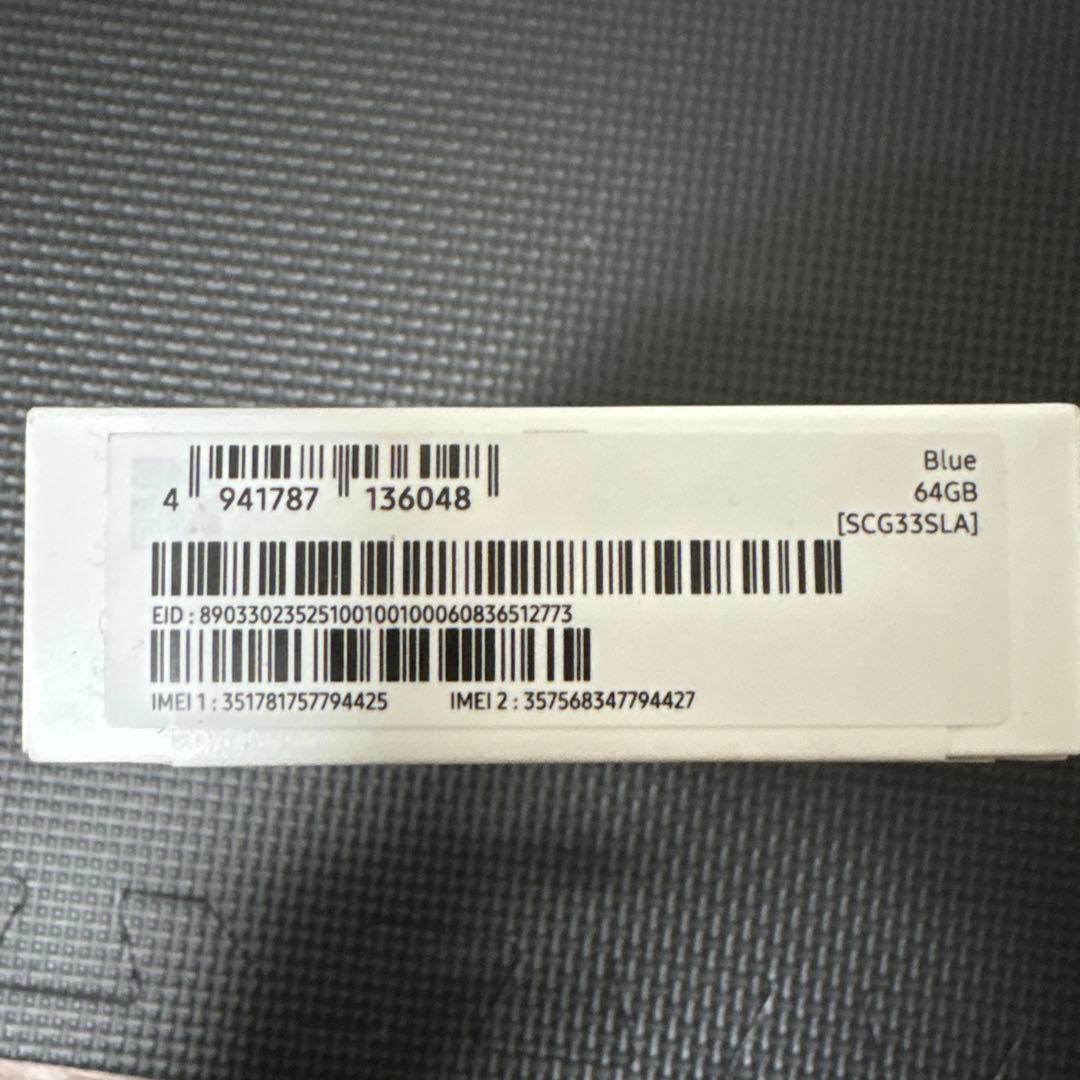 4 941787 136048
Blue
64GB
[SCG33SLA]
EID : 89033023525100100100060836512773
IMEI 1 : 351781757794425 IMEI 2 : 357568347794427